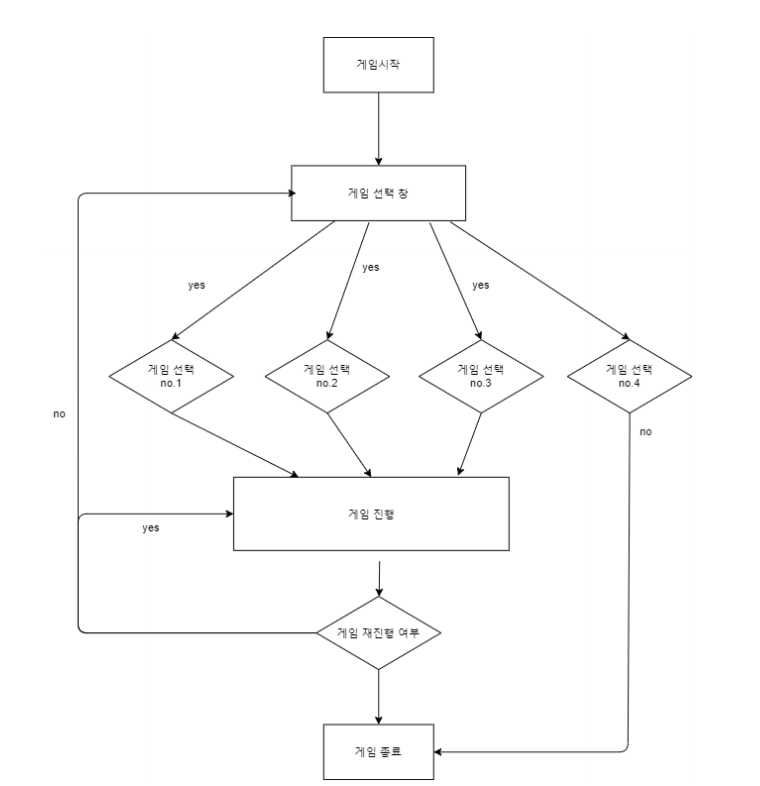 게임시작
게임 선택 창
yes
yes
yes
게임 선택
no.1
게임 선택
no.2
게임 선택
no.3
게임 선택
no.4
no
no
게임 진행
yes
게임 재진행 여부
게임 종료